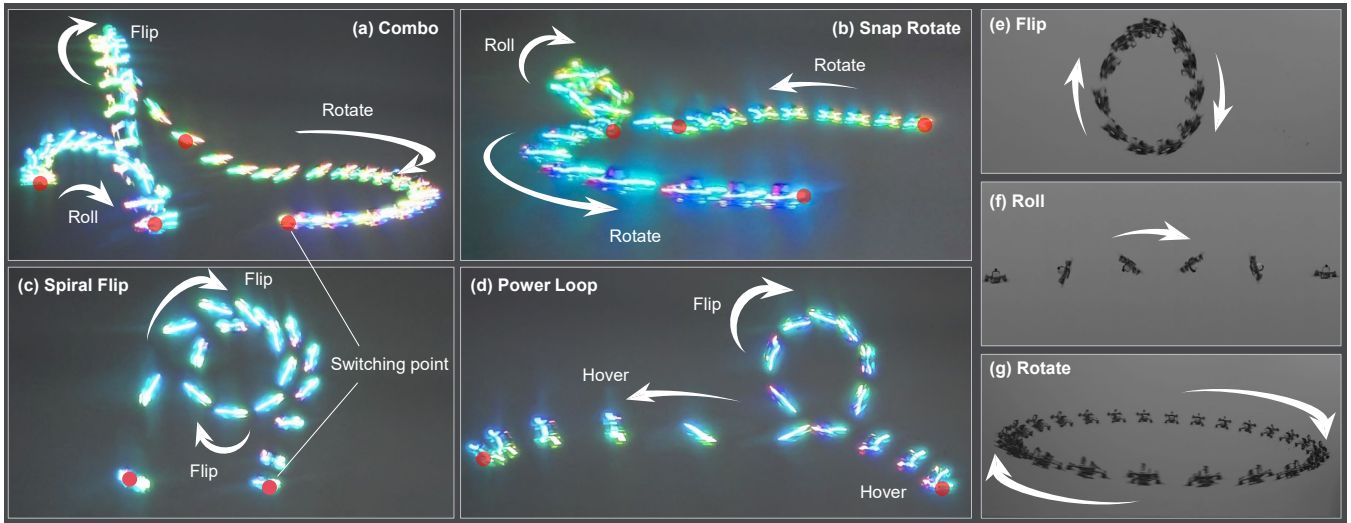 (a) Combo
Flip
Rotate
Roll
(b) Snap Rotate
Roll
Rotate
Rotate
(c) Spiral Flip
Flip
Flip
Switching point
(d) Power Loop
Flip
Hover
Hover
(e) Flip
(f) Roll
(g) Rotate